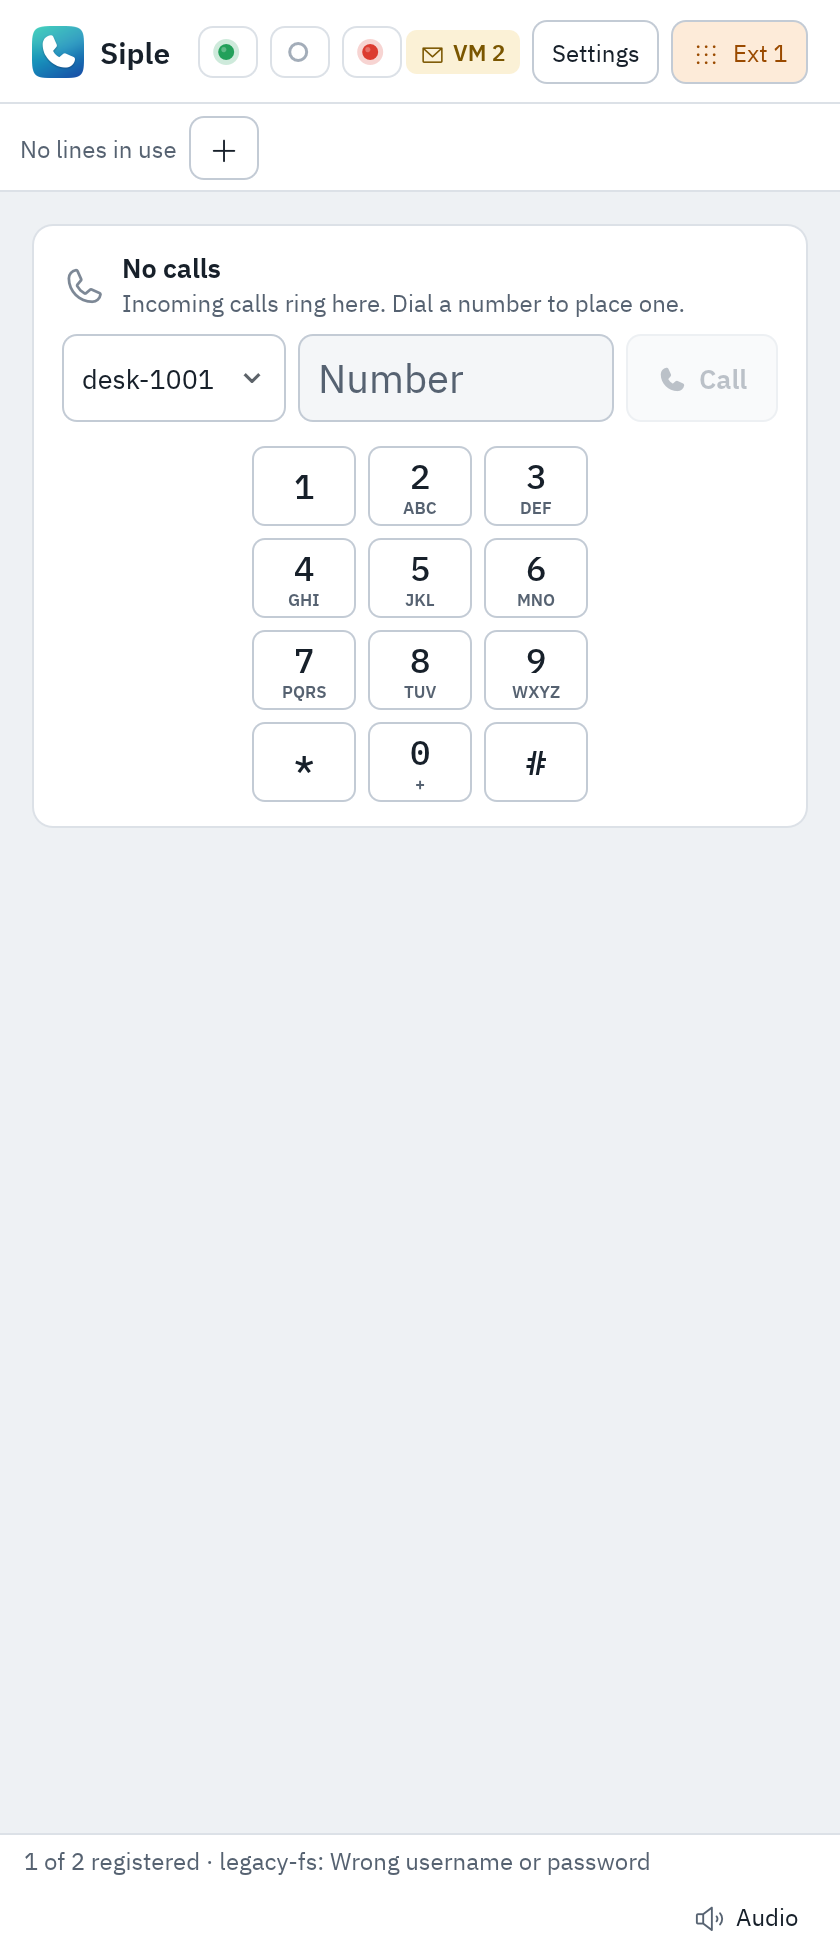 Siple
VM 2
Settings
Ext 1
No lines in use
No calls
Incoming calls ring here. Dial a number to place one.
desk-1001
Number
Call
1
2
ABC
3
DEF
4
GHI
5
JKL
6
MNO
7
PQRS
8
TUV
9
WXYZ
*
0
+
#
1 of 2 registered · legacy-fs: Wrong username or password
Audio